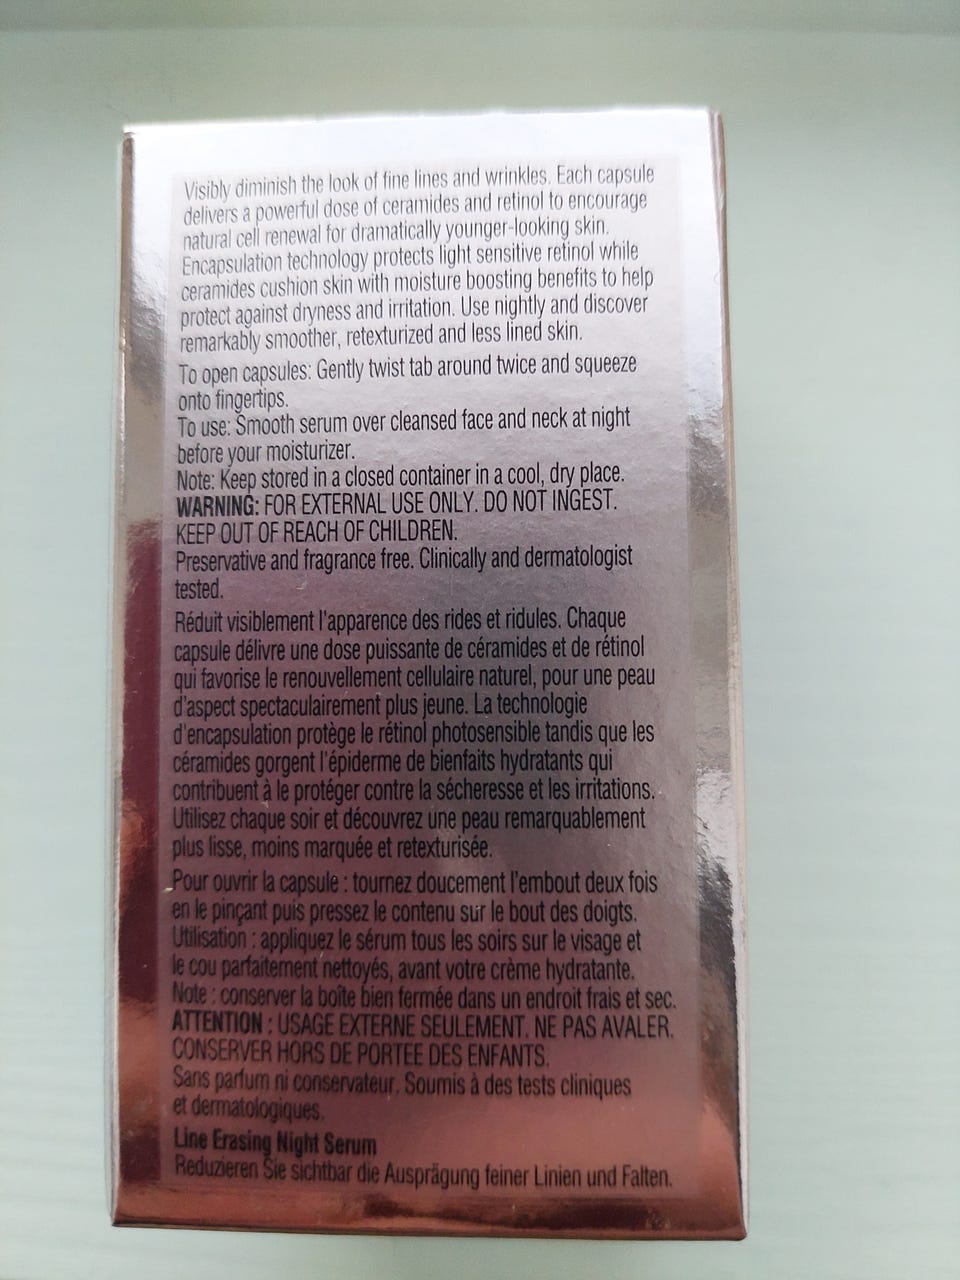 Visibly diminish the look of fine lines and wrinkles. Each capsule
delivers a powerful dose of ceramides and retinol to encourage
natural cell renewal for dramatically younger-looking skin.
Encapsulation technology protects light sensitive retinol while
ceramides cushion skin with moisture boosting benefits to help
protect against dryness and irritation. Use nightly and discover
remarkably smoother, retexturized and less lined skin.
To open capsules: Gently twist tab around twice and squeeze
onto fingertips.
To use: Smooth serum over cleansed face and neck at night
before your moisturizer.
Note: Keep stored in a closed container in a cool, dry place.
WARNING: FOR EXTERNAL USE ONLY. DO NOT INGEST.
KEEP OUT OF REACH OF CHILDREN.
Preservative and fragrance free. Clinically and dermatologist
tested.
Réduit visiblement l'apparence des rides et ridules. Chaque
capsule délivre une dose puissante de céramides et de rétinol
qui favorise le renouvellement cellulaire naturel, pour une peau
d'aspect spectaculairement plus jeune. La technologie
d'encapsulation protège le rétinol photosensible tandis que les
céramides gorgent l'épiderme de bienfaits hydratants qui
contribuent à le protéger contre la sécheresse et les irritations.
Utilisez chaque soir et découvrez une peau remarquablement
plus lisse, moins marquée et retexturisée.
Pour ouvrir la capsule : tournez doucement l'embout deux fois
en le pinçant puis pressez le contenu sur le bout des doigts.
Utilisation : appliquez le sérum tous les soirs sur le visage et
le cou parfaitement nettoyés, avant votre crème hydratante.
Note : conserver la boîte bien fermée dans un endroit frais et sec.
ATTENTION : USAGE EXTERNE SEULEMENT. NE PAS AVALER.
CONSERVER HORS DE PORTEE DES ENFANTS.
Sans parfum ni conservateur. Soumis à des tests cliniques
et dermatologiques.
Line Erasing Night Serum
Reduzieren Sie sichtbar die Ausprägung feiner Linien und Falten.